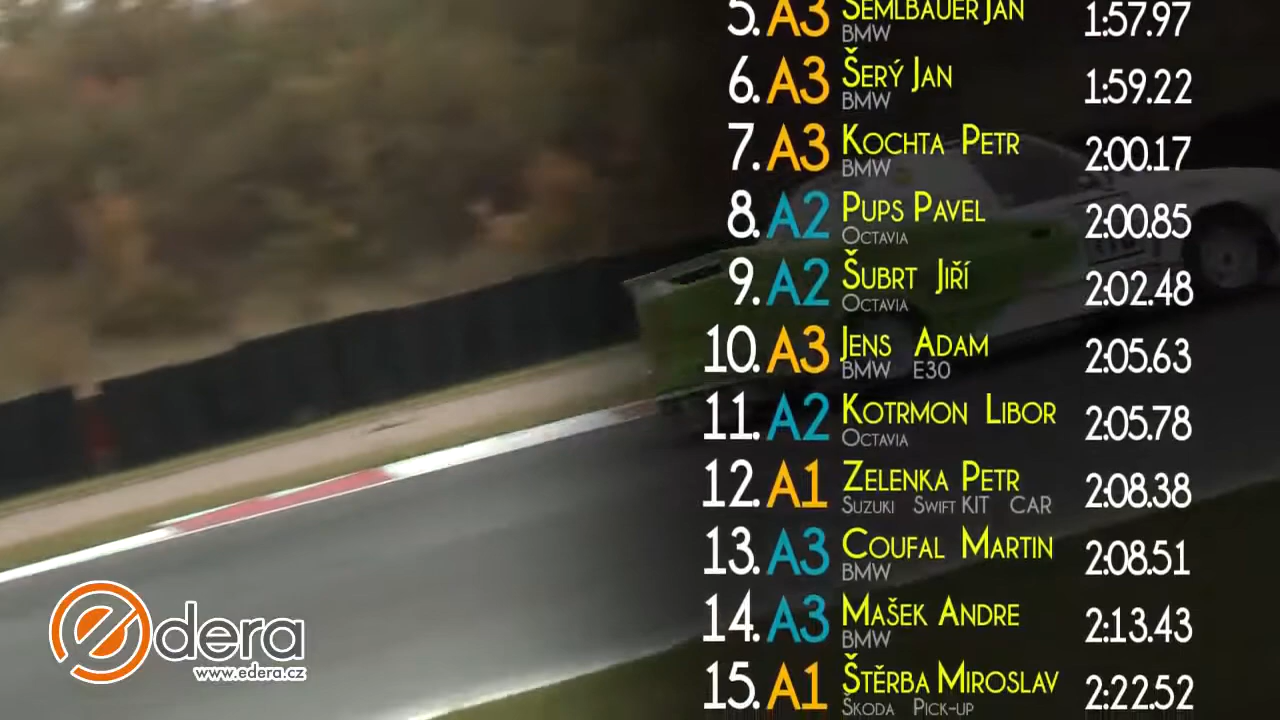 5. A3 SEMLBAUER JAN 1:57.97
BMW
6. A3 ŠERÝ JAN 1:59.22
BMW
7. A3 KOCHTA PETR 2:00.17
BMW
8. A2 PUPS PAVEL 2:00.85
OCTAVIA
9. A2 ŠUBRT JIŘÍ 2:02.48
OCTAVIA
10. A3 JENS ADAM 2:05.63
BMW E30
11. A2 KOTRMON LIBOR 2:05.78
OCTAVIA
12. A1 ZELENKA PETR 2:08.38
SUZUKI SWIFT KIT CAR
13. A3 COUFAL MARTIN 2:08.51
BMW
14. A3 MAŠEK ANDRE 2:13.43
BMW
15. A1 ŠTĚRBA MIROSLAV 2:22.52
ŠKODA PICK-UP
edera
www.edera.cz